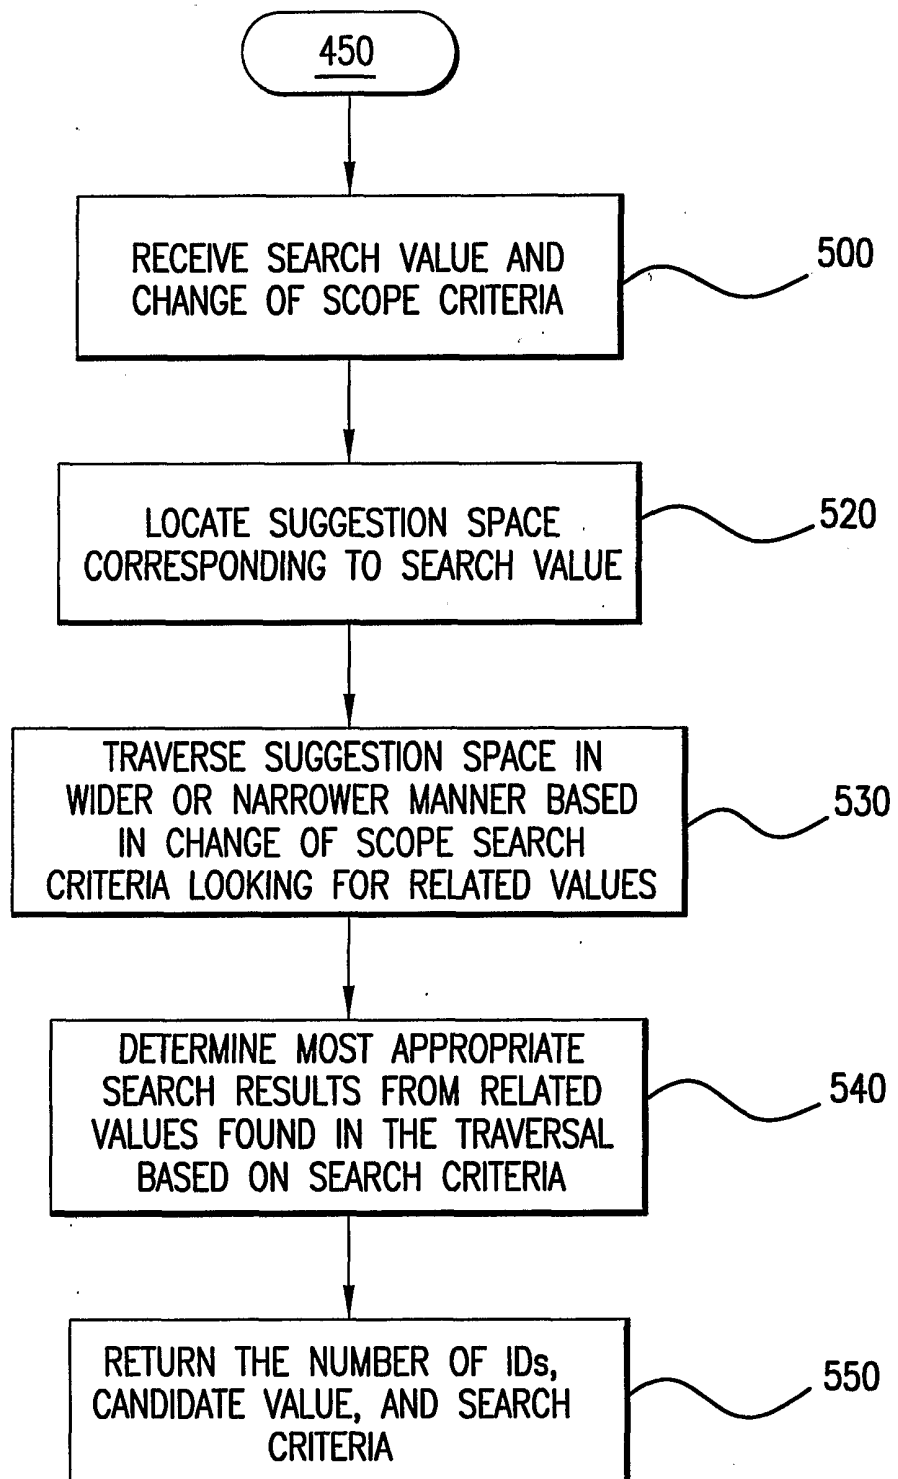 450
RECEIVE SEARCH VALUE AND
CHANGE OF SCOPE CRITERIA
500
LOCATE SUGGESTION SPACE
CORRESPONDING TO SEARCH VALUE
520
TRAVERSE SUGGESTION SPACE IN
WIDER OR NARROWER MANNER BASED
IN CHANGE OF SCOPE SEARCH
CRITERIA LOOKING FOR RELATED VALUES
530
DETERMINE MOST APPROPRIATE
SEARCH RESULTS FROM RELATED
VALUES FOUND IN THE TRAVERSAL
BASED ON SEARCH CRITERIA
540
RETURN THE NUMBER OF IDs,
CANDIDATE VALUE, AND SEARCH
CRITERIA
550